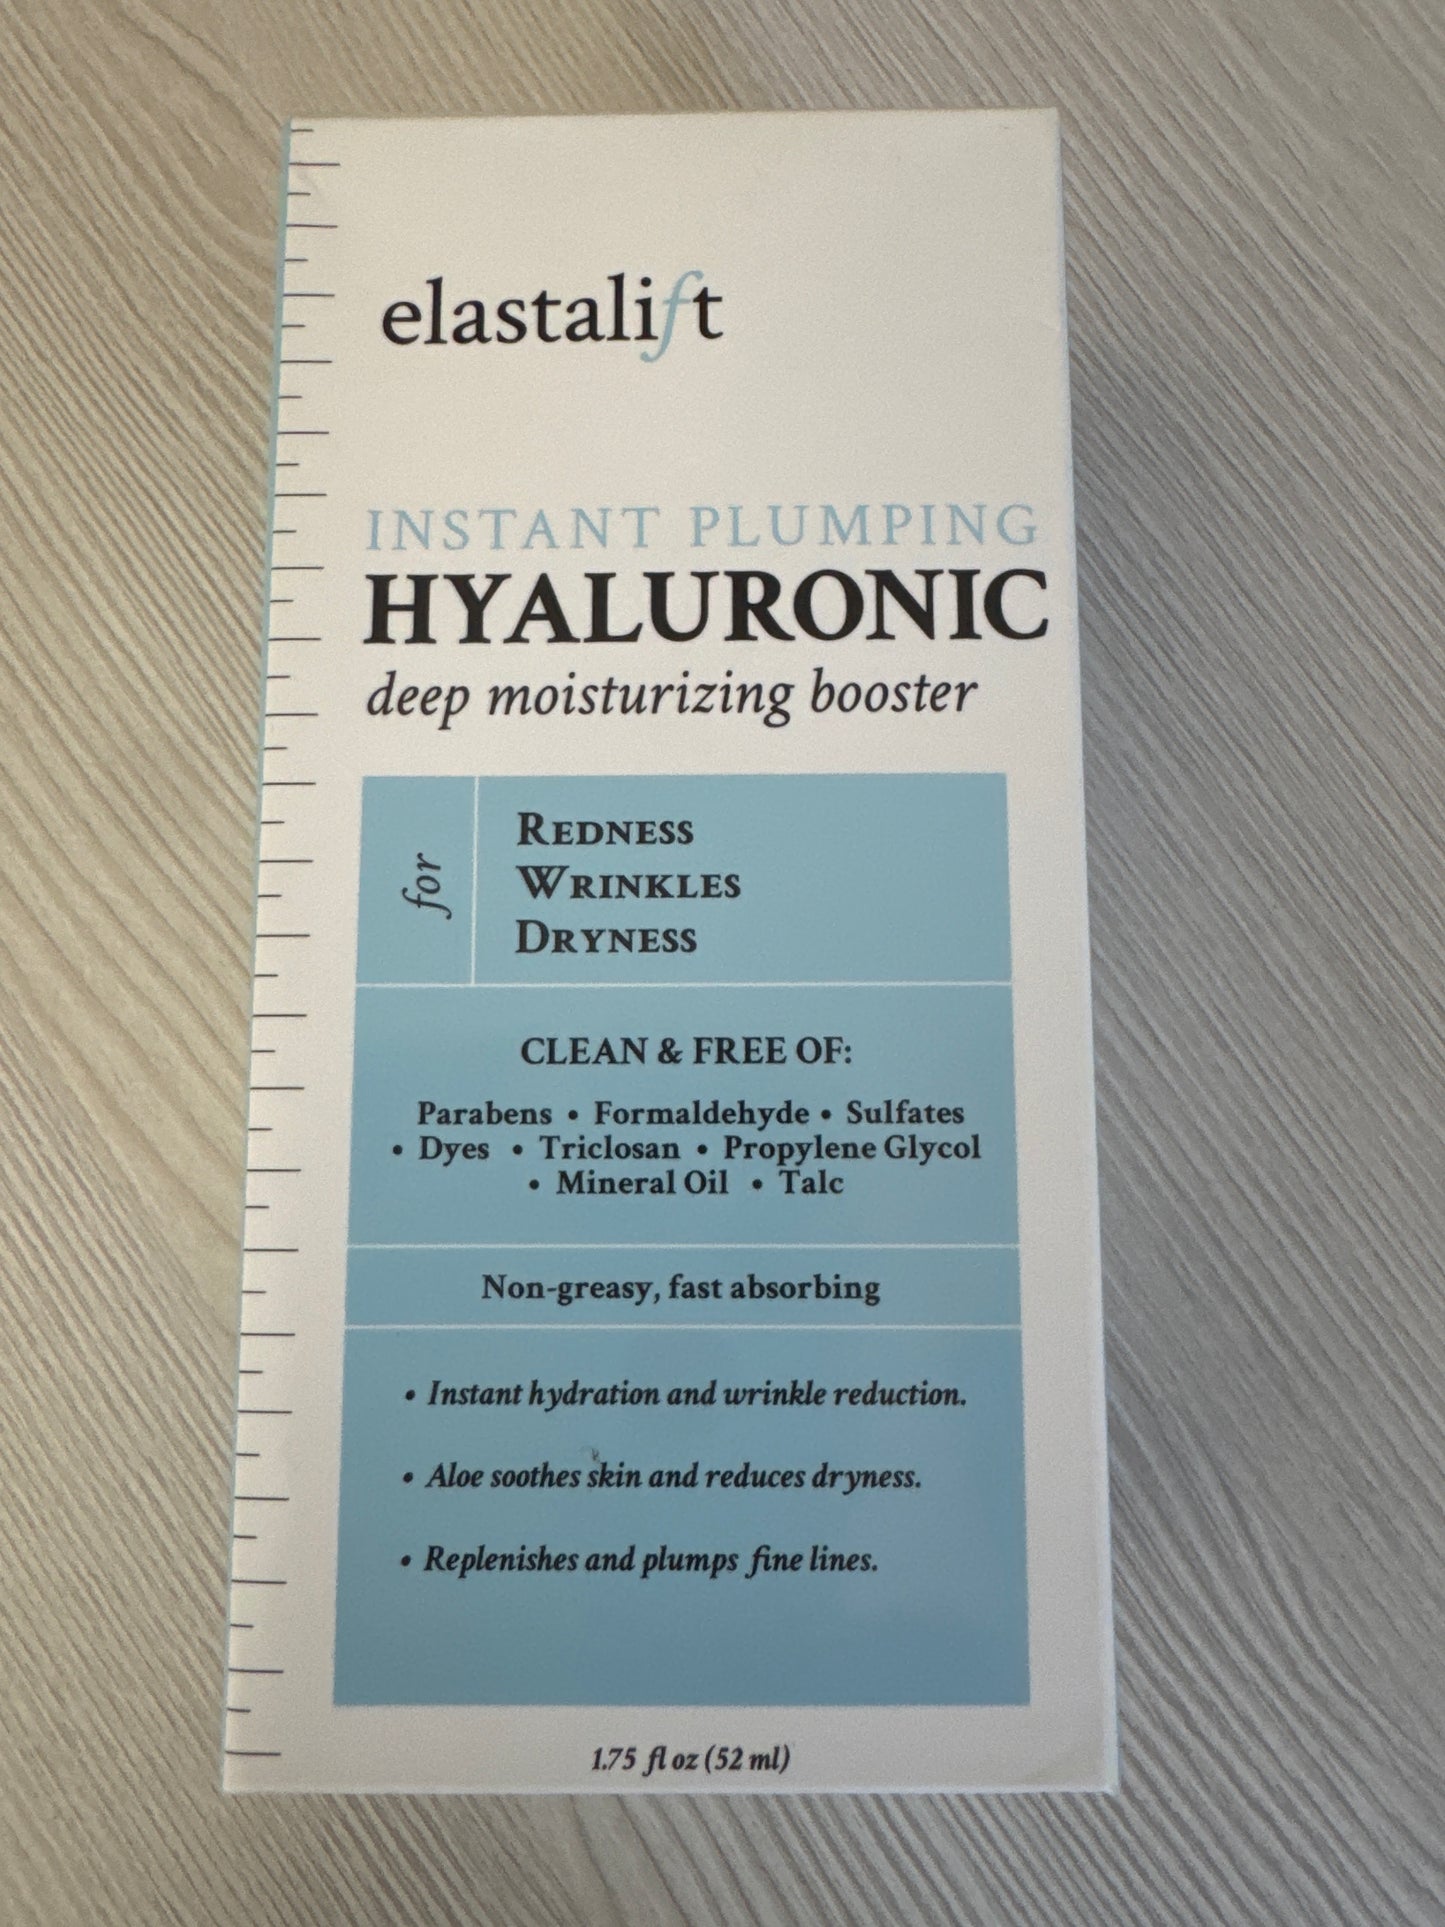 elastalift
INSTANT PLUMPING
HYALURONIC
deep moisturizing booster
for
REDNESS
WRINKLES
DRYNESS
CLEAN & FREE OF:
Parabens • Formaldehyde • Sulfates
• Dyes • Triclosan • Propylene Glycol
• Mineral Oil • Talc
Non-greasy, fast absorbing
• Instant hydration and wrinkle reduction.
• Aloe soothes skin and reduces dryness.
• Replenishes and plumps fine lines.
1.75 fl oz (52 ml)